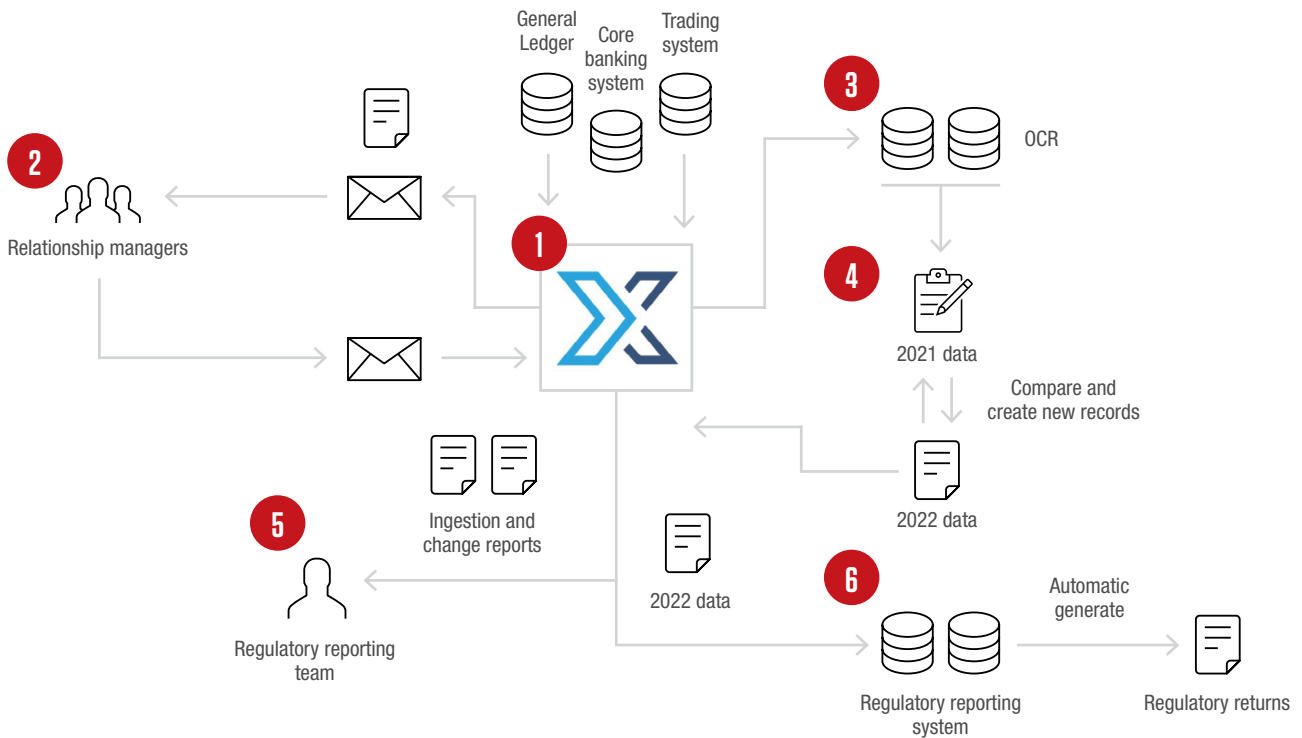 General
Ledger
Core
banking
system
Trading
system
3
OCR
2
Relationship managers
1
4
2021 data
Compare and
create new records
2022 data
Ingestion and
change reports
5
Regulatory reporting
team
2022 data
6
Automatic
generate
Regulatory reporting
system
Regulatory returns